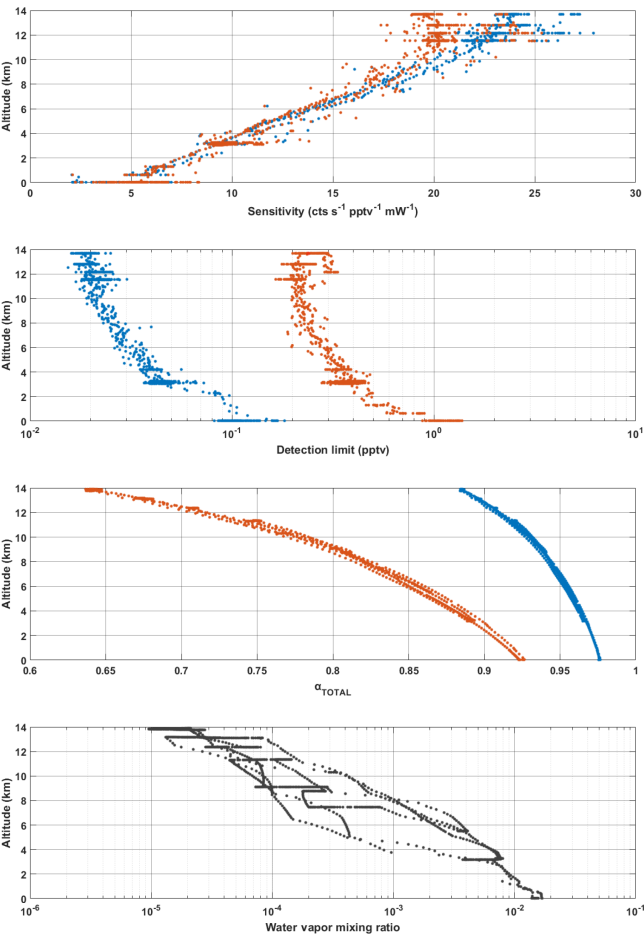 14
12
10
8
6
4
2
0
Altitude (km)
0 5 10 15 20 25 30
Sensitivity (cts s⁻¹ pptv⁻¹ mW⁻¹)
14
12
10
8
6
4
2
0
Altitude (km)
10⁻² 10⁻¹ 10⁰ 10¹
Detection limit (pptv)
14
12
10
8
6
4
2
0
Altitude (km)
0.6 0.65 0.7 0.75 0.8 0.85 0.9 0.95 1
α_TOTAL
14
12
10
8
6
4
2
0
Altitude (km)
10⁻⁶ 10⁻⁵ 10⁻⁴ 10⁻³ 10⁻² 10⁻¹
Water vapor mixing ratio